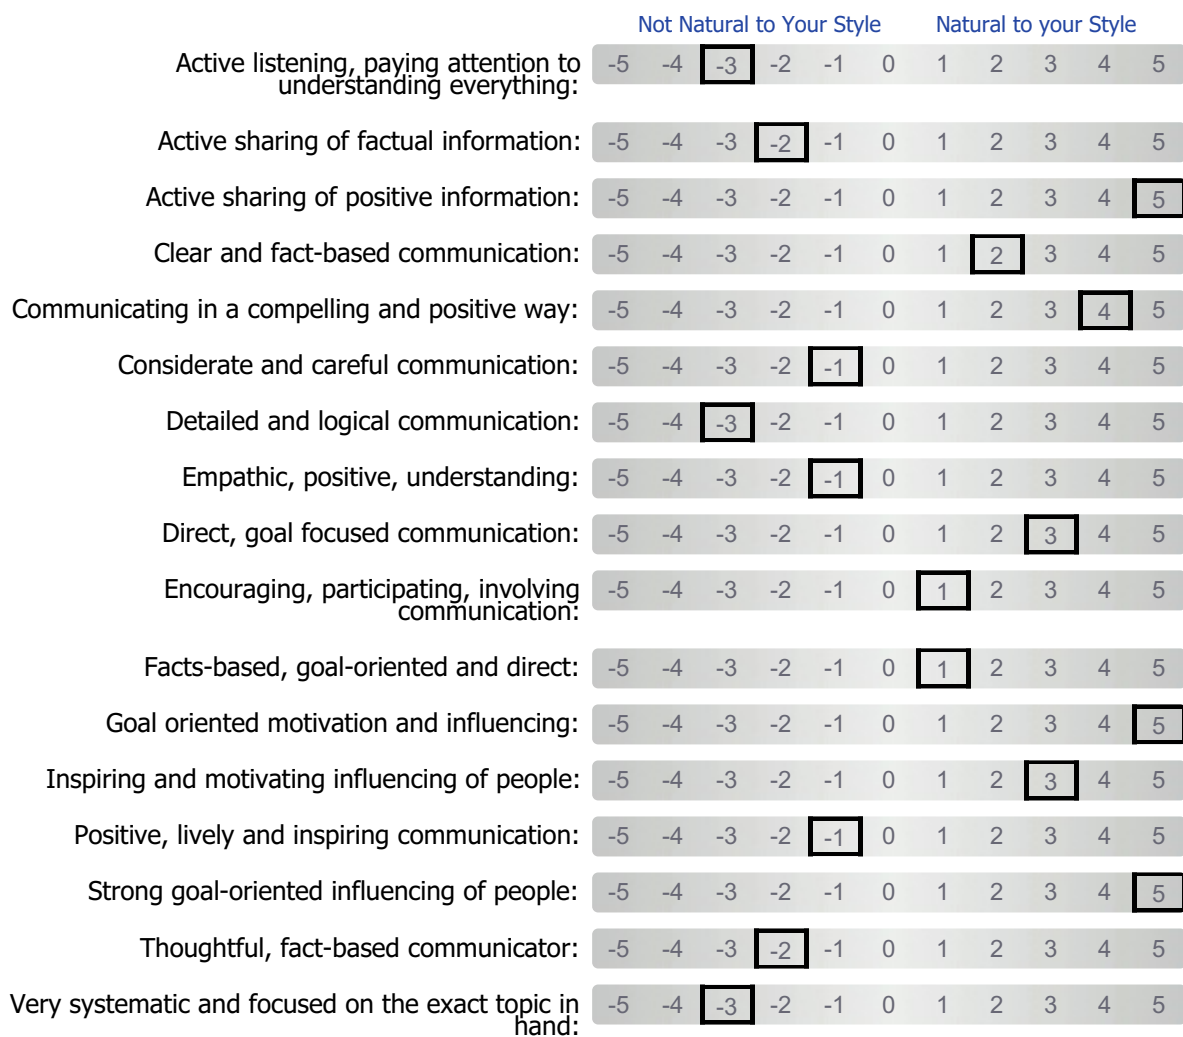 Not Natural to Your Style Natural to your Style
Active listening, paying attention to
understanding everything: -5 -4 -3 -2 -1 0 1 2 3 4 5
Active sharing of factual information: -5 -4 -3 -2 -1 0 1 2 3 4 5
Active sharing of positive information: -5 -4 -3 -2 -1 0 1 2 3 4 5
Clear and fact-based communication: -5 -4 -3 -2 -1 0 1 2 3 4 5
Communicating in a compelling and positive way: -5 -4 -3 -2 -1 0 1 2 3 4 5
Considerate and careful communication: -5 -4 -3 -2 -1 0 1 2 3 4 5
Detailed and logical communication: -5 -4 -3 -2 -1 0 1 2 3 4 5
Empathic, positive, understanding: -5 -4 -3 -2 -1 0 1 2 3 4 5
Direct, goal focused communication: -5 -4 -3 -2 -1 0 1 2 3 4 5
Encouraging, participating, involving
communication: -5 -4 -3 -2 -1 0 1 2 3 4 5
Facts-based, goal-oriented and direct: -5 -4 -3 -2 -1 0 1 2 3 4 5
Goal oriented motivation and influencing: -5 -4 -3 -2 -1 0 1 2 3 4 5
Inspiring and motivating influencing of people: -5 -4 -3 -2 -1 0 1 2 3 4 5
Positive, lively and inspiring communication: -5 -4 -3 -2 -1 0 1 2 3 4 5
Strong goal-oriented influencing of people: -5 -4 -3 -2 -1 0 1 2 3 4 5
Thoughtful, fact-based communicator: -5 -4 -3 -2 -1 0 1 2 3 4 5
Very systematic and focused on the exact topic in
hand: -5 -4 -3 -2 -1 0 1 2 3 4 5